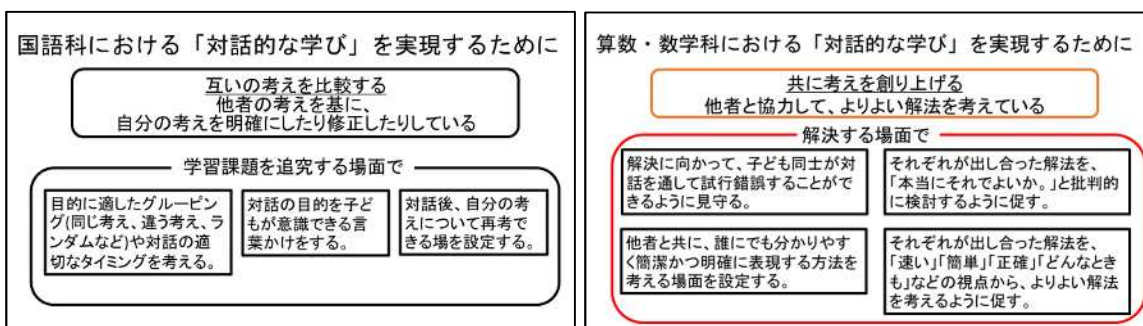 国語科における「対話的な学び」を実現するために
互いの考えを比較する
他者の考えを基に、
自分の考えを明確にしたり修正したりしている
学習課題を追究する場面で
目的に適したグルーピン
グ(同じ考え、違う考え、ラ
ンダムなど)や対話の適
切なタイミングを考える。
対話の目的を子ど
もが意識できる言
葉かけをする。
対話後、自分の考
えについて再考で
きる場を設定する。
算数・数学科における「対話的な学び」を実現するために
共に考えを創り上げる
他者と協力して、よりよい解法を考えている
解決する場面で
解決に向かって、子ども同士が対
話を通して試行錯誤することがで
きるように見守る。
それぞれが出し合った解法を、
「本当にそれでよいか。」と批判的
に検討するように促す。
他者と共に、誰にでも分かりやす
く簡潔かつ明確に表現する方法を
考える場面を設定する。
それぞれが出し合った解法を、
「速い」「簡単」「正確」「どんなとき
も」などの視点から、よりよい解法
を考えるように促す。